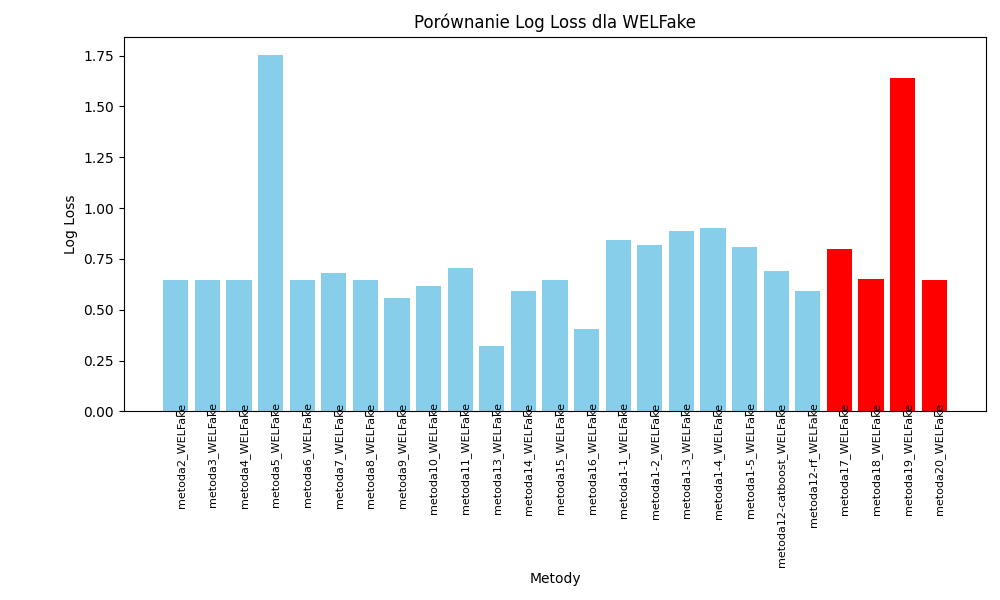 Porównanie Log Loss dla WELFake
Log Loss
1.75
1.50
1.25
1.00
0.75
0.50
0.25
0.00
metoda2_WELFake
metoda3_WELFake
metoda4_WELFake
metoda5_WELFake
metoda6_WELFake
metoda7_WELFake
metoda8_WELFake
metoda9_WELFake
metoda10_WELFake
metoda11_WELFake
metoda13_WELFake
metoda14_WELFake
metoda15_WELFake
metoda16_WELFake
metoda1-1_WELFake
metoda1-2_WELFake
metoda1-3_WELFake
metoda1-4_WELFake
metoda1-5_WELFake
metoda12-catboost_WELFake
metoda12-rf_WELFake
metoda17_WELFake
metoda18_WELFake
metoda19_WELFake
metoda20_WELFake
Metody